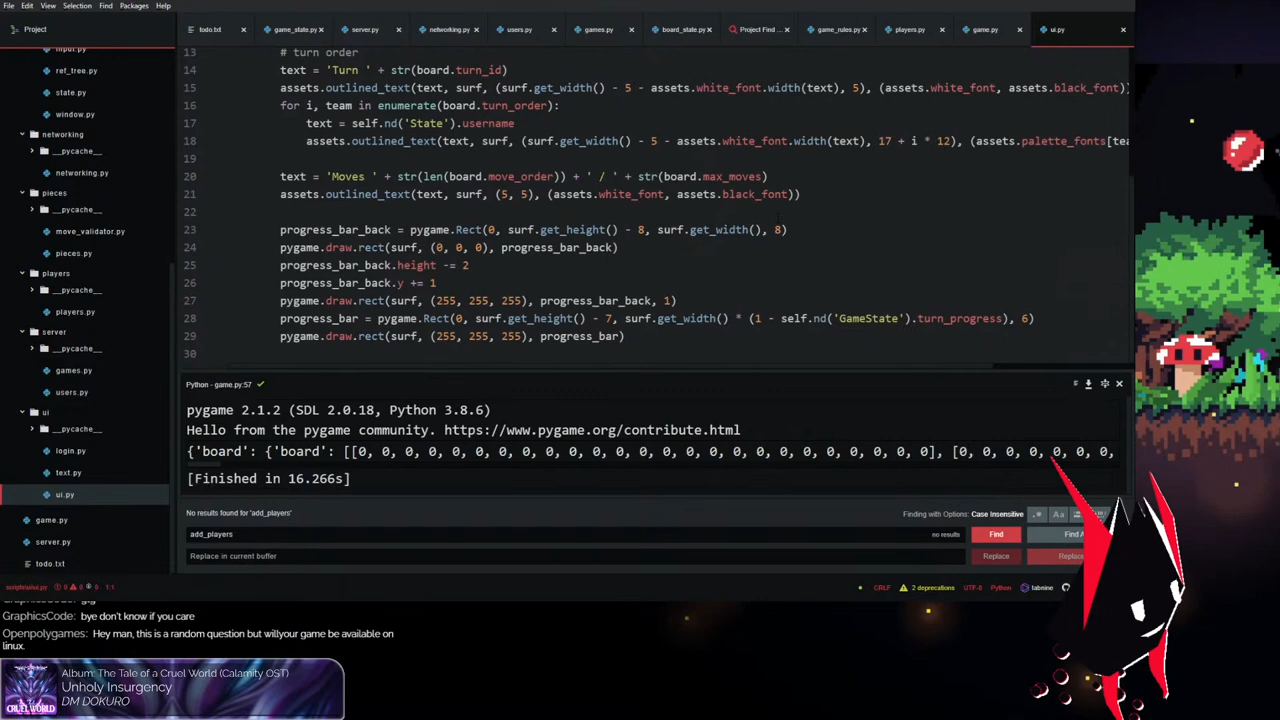 File Edit View Selection Find Packages Help
Project
todo.txt game_state.py server.py networking.py users.py games.py board_state.py Project Find ... game_rules.py players.py game.py ui.py
input.py
ref_tree.py
state.py
window.py
networking
__pycache__
networking.py
pieces
__pycache__
move_validator.py
pieces.py
players
__pycache__
players.py
server
__pycache__
games.py
users.py
ui
__pycache__
login.py
text.py
ui.py
game.py
server.py
todo.txt
13 # turn order
14 text = 'Turn ' + str(board.turn_id)
15 assets.outlined_text(text, surf, (surf.get_width() - 5 - assets.white_font.width(text), 5), (assets.white_font, assets.black_font))
16 for i, team in enumerate(board.turn_order):
17 text = self.nd('State').username
18 assets.outlined_text(text, surf, (surf.get_width() - 5 - assets.white_font.width(text), 17 + i * 12), (assets.palette_fonts[tea
19
20 text = 'Moves ' + str(len(board.move_order)) + ' / ' + str(board.max_moves)
21 assets.outlined_text(text, surf, (5, 5), (assets.white_font, assets.black_font))
22
23 progress_bar_back = pygame.Rect(0, surf.get_height() - 8, surf.get_width(), 8)
24 pygame.draw.rect(surf, (0, 0, 0), progress_bar_back)
25 progress_bar_back.height -= 2
26 progress_bar_back.y += 1
27 pygame.draw.rect(surf, (255, 255, 255), progress_bar_back, 1)
28 progress_bar = pygame.Rect(0, surf.get_height() - 7, surf.get_width() * (1 - self.nd('GameState').turn_progress), 6)
29 pygame.draw.rect(surf, (255, 255, 255), progress_bar)
30
Python - game.py:57
pygame 2.1.2 (SDL 2.0.18, Python 3.8.6)
Hello from the pygame community. https://www.pygame.org/contribute.html
{'board': {'board': [[0, 0, 0, 0, 0, 0, 0, 0, 0, 0, 0, 0, 0, 0, 0, 0, 0, 0, 0, 0, 0, 0, 0, 0, 0], [0, 0, 0, 0, 0, 0, 0,
[Finished in 16.266s]
No results found for 'add_players'
Finding with Options: Case Insensitive
.* Aa
add_players
no results
Find
Find A
Replace in current buffer
Replace
Replace
1:1
CRLF 2 deprecations UTF-8 Python tabnine
GraphicsCode: gg
GraphicsCode: bye don't know if you care
Openpolygames: Hey man, this is a random question but willyour game be available on
linux.
Album: The Tale of a Cruel World (Calamity OST)
Unholy Insurgency
DM DOKURO
CRUEL WORLD